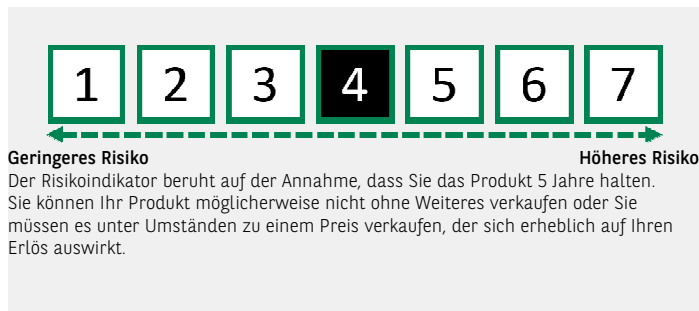 1 2 3 4 5 6 7
Geringeres Risiko Höheres Risiko
Der Risikoindikator beruht auf der Annahme, dass Sie das Produkt 5 Jahre halten.
Sie können Ihr Produkt möglicherweise nicht ohne Weiteres verkaufen oder Sie
müssen es unter Umständen zu einem Preis verkaufen, der sich erheblich auf Ihren
Erlös auswirkt.